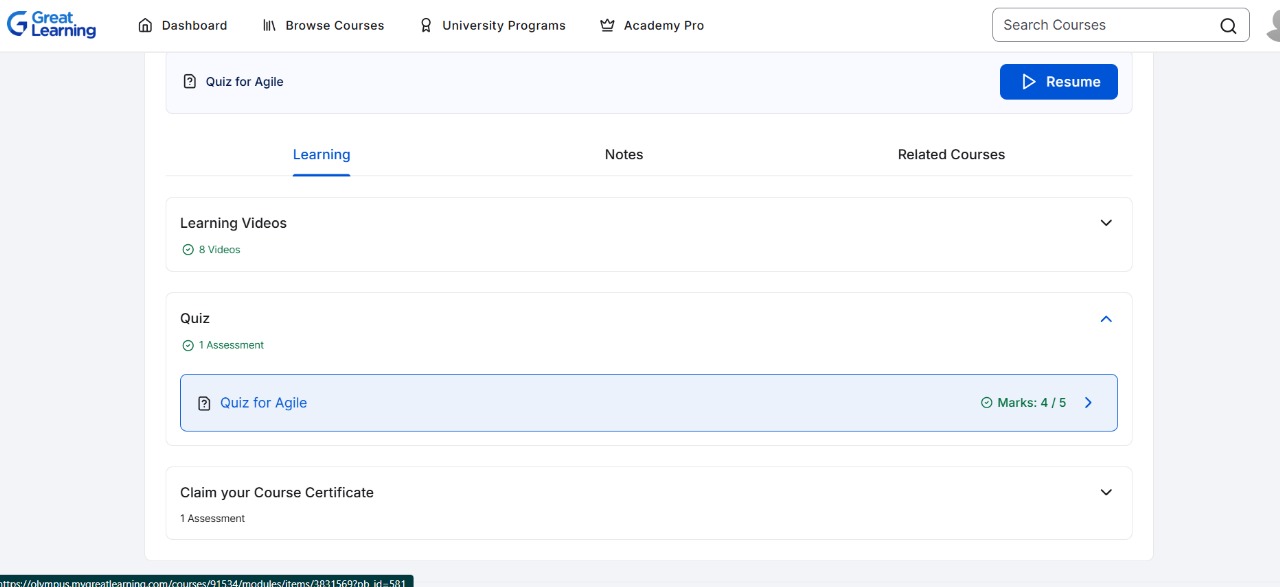 Great Learning
Dashboard
Browse Courses
University Programs
Academy Pro
Search Courses
Quiz for Agile
Resume
Learning
Notes
Related Courses
Learning Videos
8 Videos
Quiz
1 Assessment
Quiz for Agile
Marks: 4 / 5
Claim your Course Certificate
1 Assessment
https://olympus.mygreatlearning.com/courses/91534/modules/items/3831569?pb_id=581